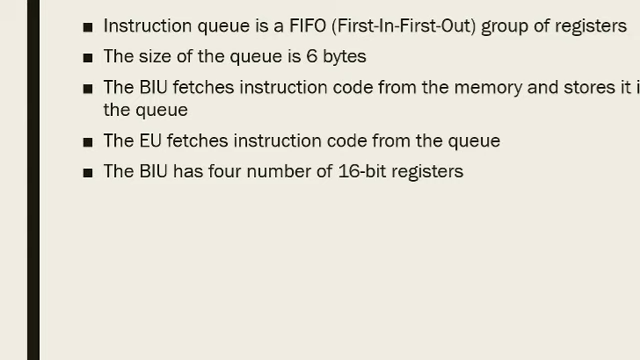 ■ Instruction queue is a FIFO (First-In-First-Out) group of registers
■ The size of the queue is 6 bytes
■ The BIU fetches instruction code from the memory and stores it i
the queue
■ The EU fetches instruction code from the queue
■ The BIU has four number of 16-bit registers